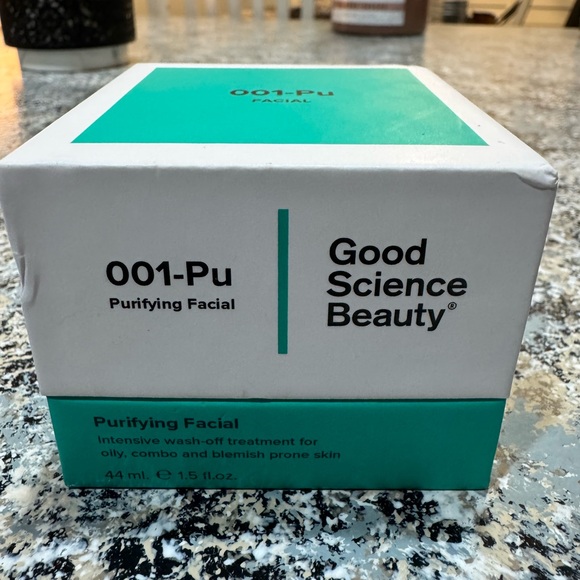 001-Pu
FACIAL
001-Pu
Purifying Facial
Good
Science
Beauty®
Purifying Facial
Intensive wash-off treatment for
oily, combo and blemish prone skin
44 ml. ℮ 1.5 fl.oz.